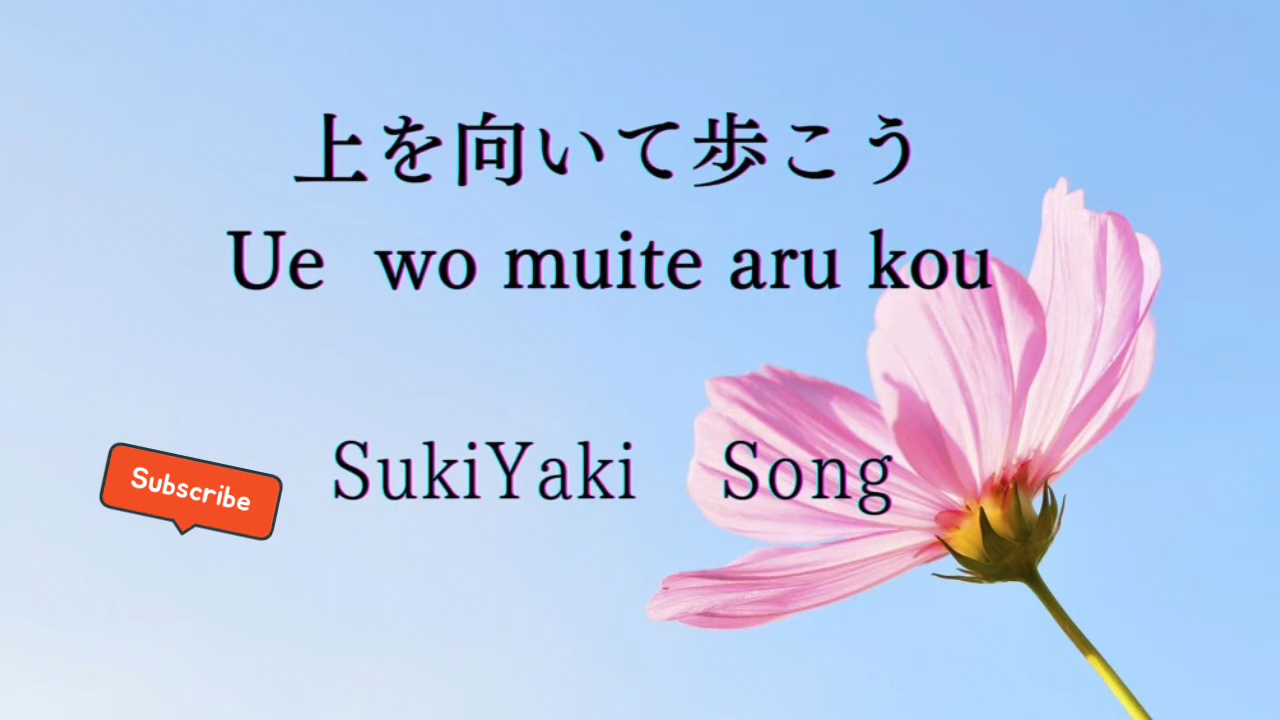 上を向いて歩こう
Ue wo muite aru kou
SukiYaki Song
Subscribe